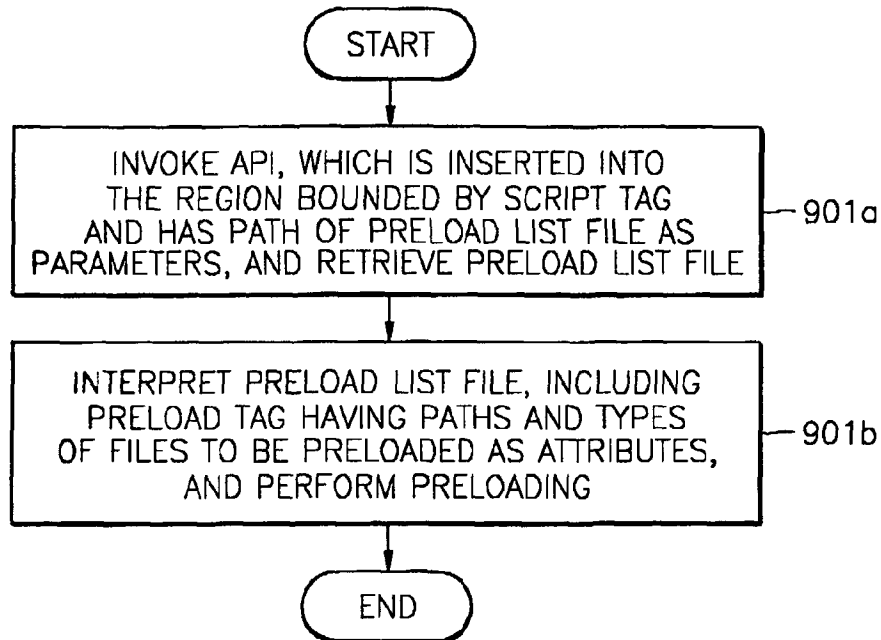 START
INVOKE API, WHICH IS INSERTED INTO
THE REGION BOUNDED BY SCRIPT TAG
AND HAS PATH OF PRELOAD LIST FILE AS
PARAMETERS, AND RETRIEVE PRELOAD LIST FILE
901a
INTERPRET PRELOAD LIST FILE, INCLUDING
PRELOAD TAG HAVING PATHS AND TYPES
OF FILES TO BE PRELOADED AS ATTRIBUTES,
AND PERFORM PRELOADING
901b
END